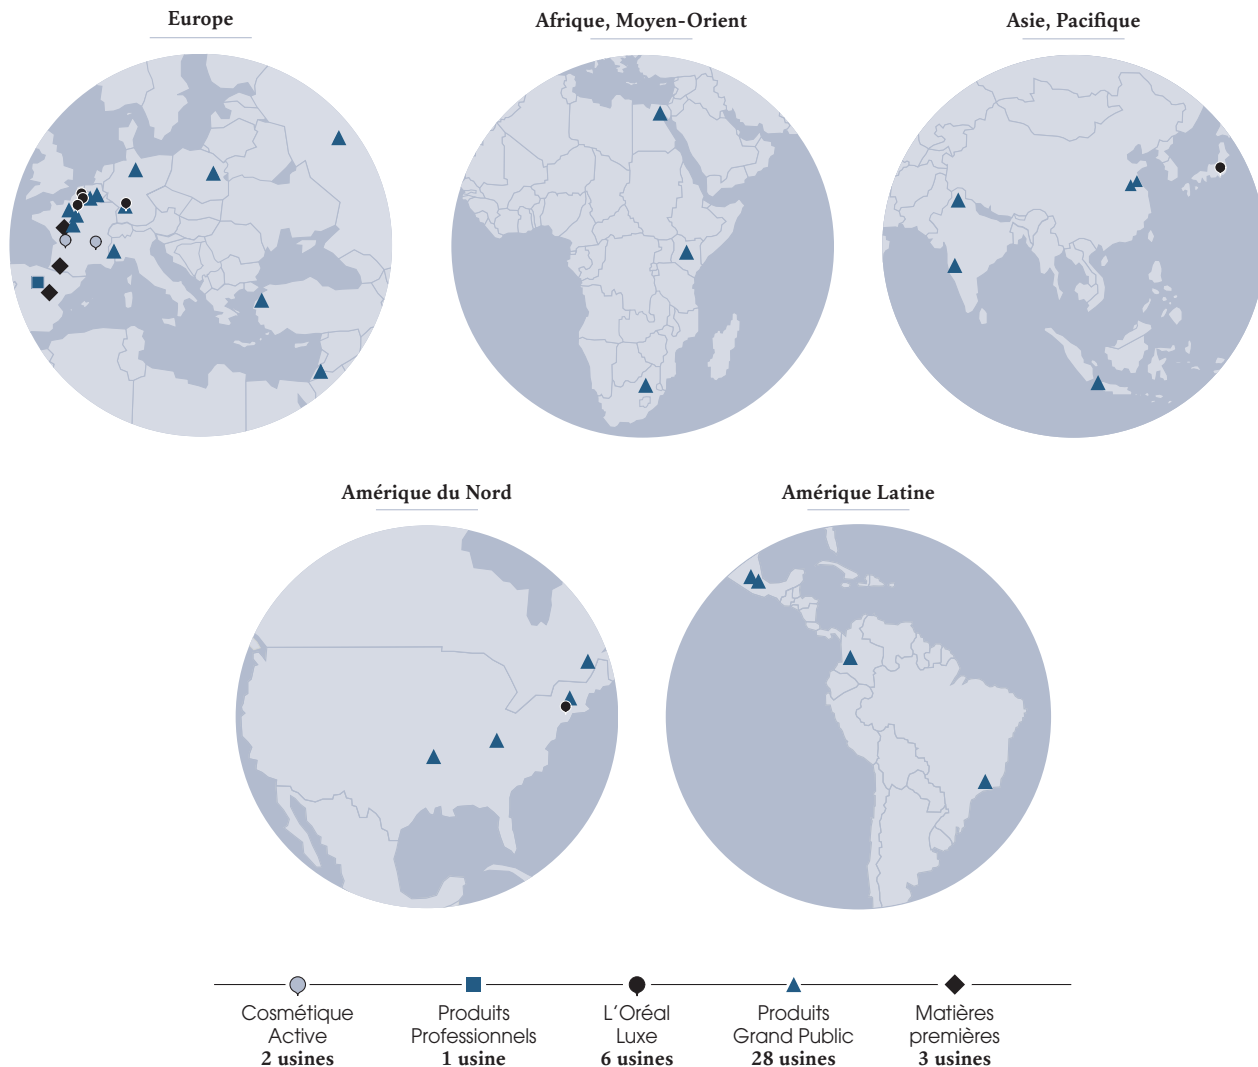 Europe
Afrique, Moyen-Orient
Asie, Pacifique
Amérique du Nord
Amérique Latine
Cosmétique
Active
2 usines
Produits
Professionnels
1 usine
L'Oréal
Luxe
6 usines
Produits
Grand Public
28 usines
Matières
premières
3 usines